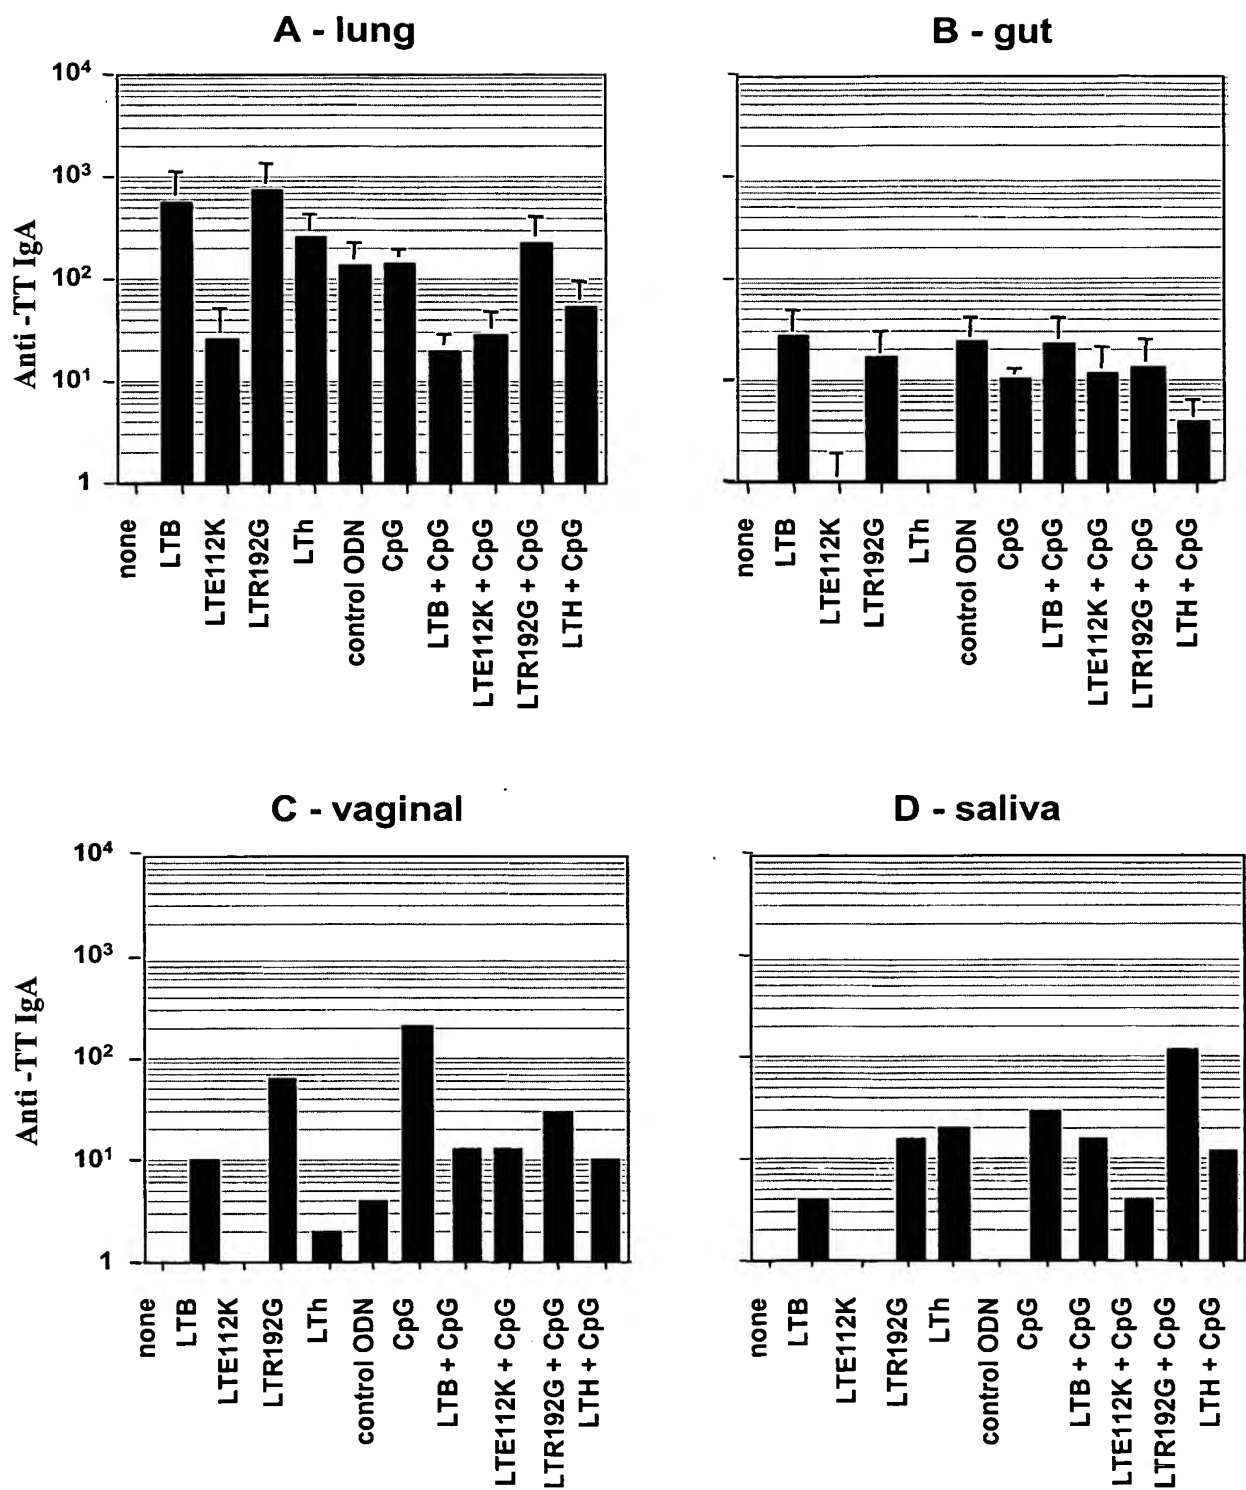 A - lung
Anti -TT IgA
10⁴
10³
10²
10¹
1
none
LTB
LTE112K
LTR192G
LTh
control ODN
CpG
LTB + CpG
LTE112K + CpG
LTR192G + CpG
LTH + CpG
B - gut
none
LTB
LTE112K
LTR192G
LTh
control ODN
CpG
LTB + CpG
LTE112K + CpG
LTR192G + CpG
LTH + CpG
C - vaginal
Anti -TT IgA
10⁴
10³
10²
10¹
1
none
LTB
LTE112K
LTR192G
LTh
control ODN
CpG
LTB + CpG
LTE112K + CpG
LTR192G + CpG
LTH + CpG
D - saliva
none
LTB
LTE112K
LTR192G
LTh
control ODN
CpG
LTB + CpG
LTE112K + CpG
LTR192G + CpG
LTH + CpG